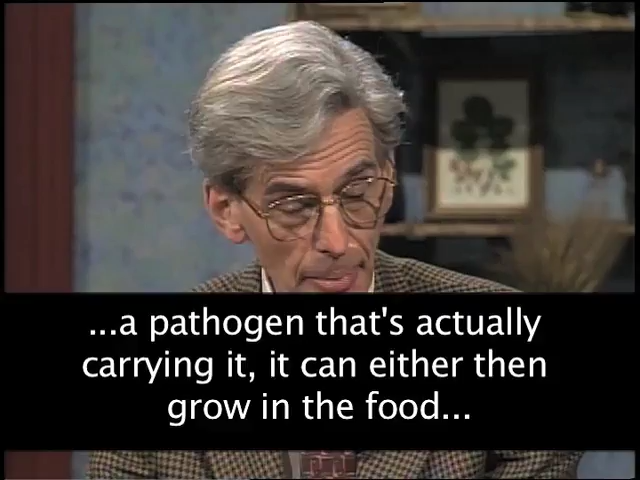 ...a pathogen that's actually
carrying it, it can either then
grow in the food...